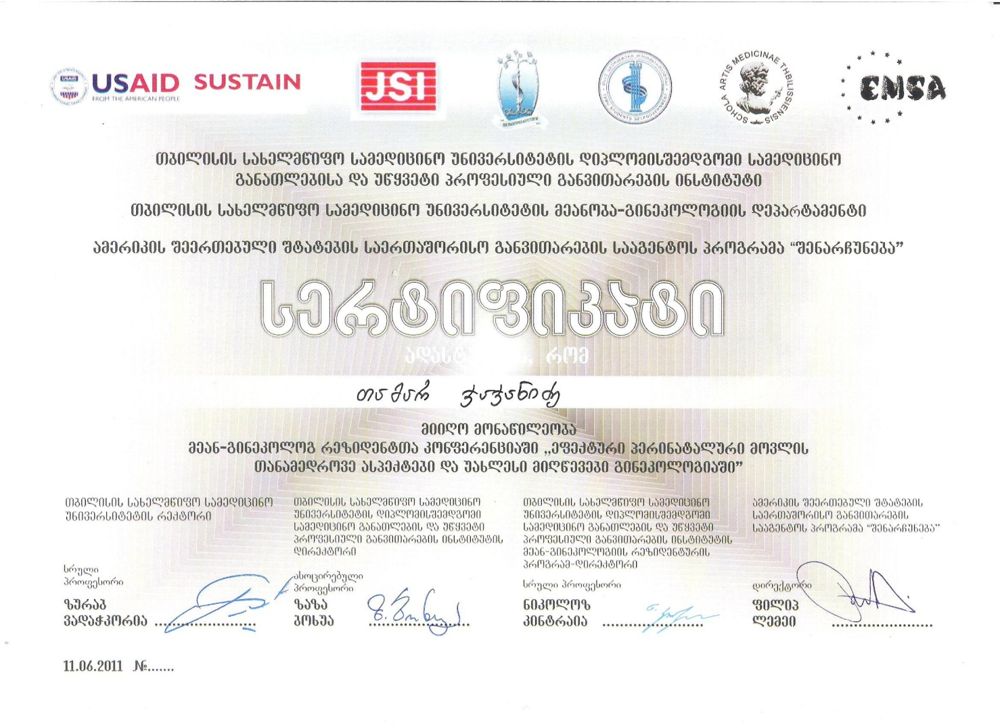 USAID SUSTAIN
FROM THE AMERICAN PEOPLE
JSI
SCHOLA ARTIS MEDICINAE THBILISSIENSIS
EMSA
თბილისის სახელმწიფო სამედიცინო უნივერსიტეტის დიპლომისშემდგომი სამედიცინო
განათლებისა და უწყვეტი პროფესიული განვითარების ინსტიტუტი
თბილისის სახელმწიფო სამედიცინო უნივერსიტეტის მეანობა-გინეკოლოგიის დეპარტამენტი
ამერიკის შეერთებული შტატების საერთაშორისო განვითარების სააგენტოს პროგრამა “შენარჩუნება”
სერტიფიკატი
რომ
თამარ
მიიღო მონაწილეობა
მეან-გინეკოლოგ რეზიდენტთა კონფერენციაში „ეფექტური პერინატალური მოვლის
თანამედროვე ასპექტები და უახლესი მიღწევები გინეკოლოგიაში”
თბილისის სახელმწიფო სამედიცინო
უნივერსიტეტის რექტორი
სრული
პროფესორი
ზურაბ
ვადაჭკორია
თბილისის სახელმწიფო სამედიცინო
უნივერსიტეტის დიპლომისშემდგომი
სამედიცინო განათლების და უწყვეტი
პროფესიული განვითარების ინსტიტუტის
დირექტორი
ასოცირებული
პროფესორი
ზაზა
ბოხუა
თბილისის სახელმწიფო სამედიცინო
უნივერსიტეტის დიპლომისშემდგომი
სამედიცინო განათლების და უწყვეტი
პროფესიული განვითარების ინსტიტუტის
მეან-გინეკოლოგიის რეზიდენტურის
პროგრამ-დირექტორი
სრული პროფესორი
ნიკოლოზ
კინტრაია
ამერიკის შეერთებული შტატების
საერთაშორისო განვითარების
სააგენტოს პროგრამა “შენარჩუნება”
დირექტორი
ფილიპ
ლემეი
11.06.2011 №.......